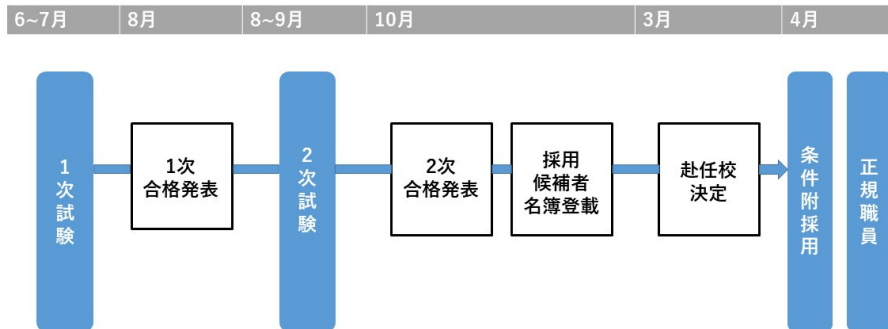 6~7月
8月
8~9月
10月
3月
4月
1次試験
1次
合格発表
2次試験
2次
合格発表
採用
候補者
名簿登載
赴任校
決定
条件附採用
正規職員